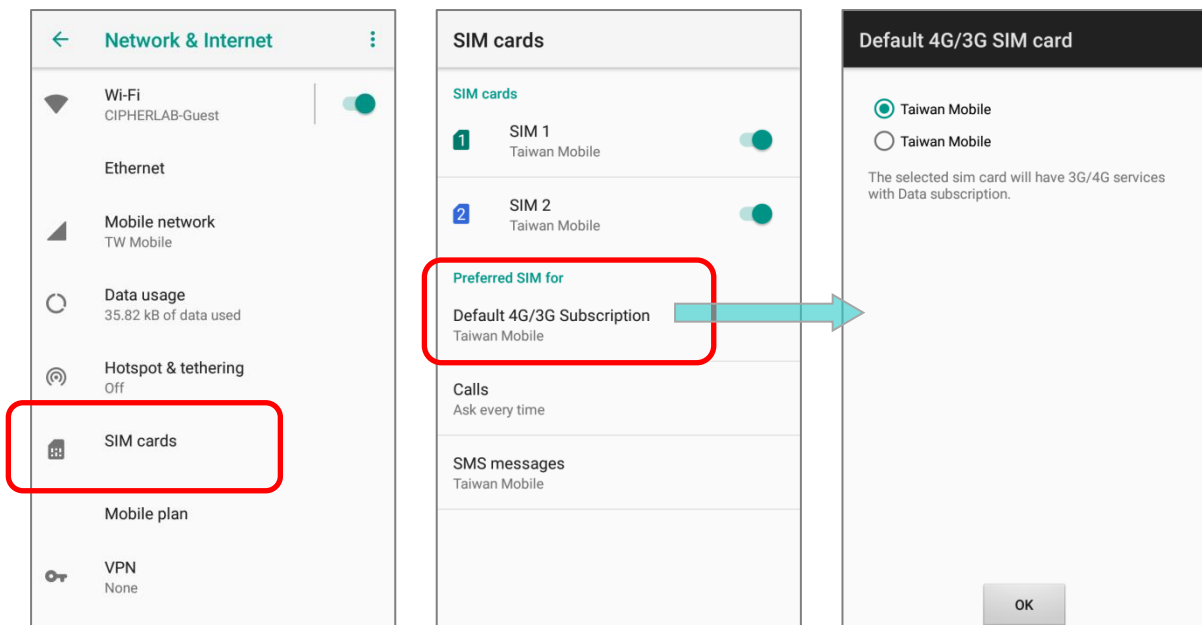 Network & Internet
Wi-Fi
CIPHERLAB-Guest
Ethernet
Mobile network
TW Mobile
Data usage
35.82 kB of data used
Hotspot & tethering
Off
SIM cards
Mobile plan
VPN
None
SIM cards
SIM cards
1
SIM 1
Taiwan Mobile
2
SIM 2
Taiwan Mobile
Preferred SIM for
Default 4G/3G Subscription
Taiwan Mobile
Calls
Ask every time
SMS messages
Taiwan Mobile
Default 4G/3G SIM card
Taiwan Mobile
Taiwan Mobile
The selected sim card will have 3G/4G services
with Data subscription.
OK